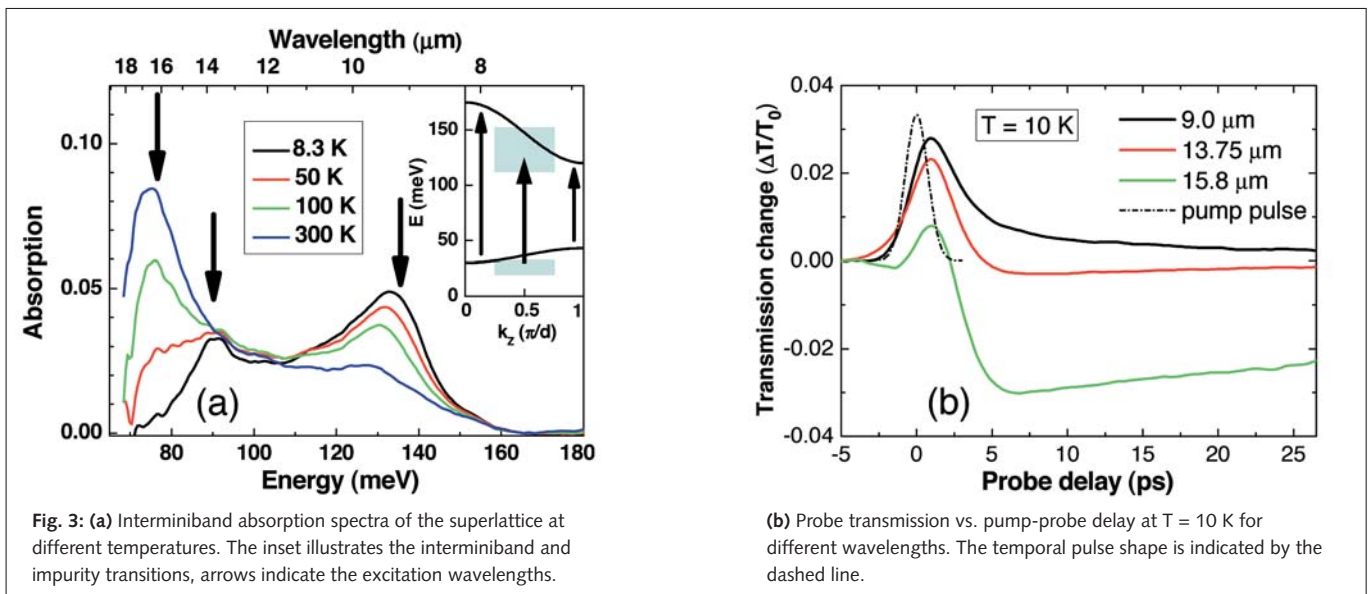 Wavelength (μm)
18 16 14 12 10 8
0.10
0.05
0.00
Absorption
8.3 K
50 K
100 K
300 K
150
100
50
0
E (meV)
0 0.5 1
k_z (π/d)
(a)
80 100 120 140 160 180
Energy (meV)
0.04
0.02
0.00
-0.02
-0.04
Transmission change (ΔT/T₀)
T = 10 K
9.0 μm
13.75 μm
15.8 μm
pump pulse
(b)
-5 0 5 10 15 20 25
Probe delay (ps)
Fig. 3: (a) Interminiband absorption spectra of the superlattice at
different temperatures. The inset illustrates the interminiband and
impurity transitions, arrows indicate the excitation wavelengths.
(b) Probe transmission vs. pump-probe delay at T = 10 K for
different wavelengths. The temporal pulse shape is indicated by the
dashed line.